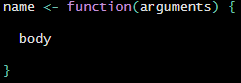 name <- function(arguments) {
body
}